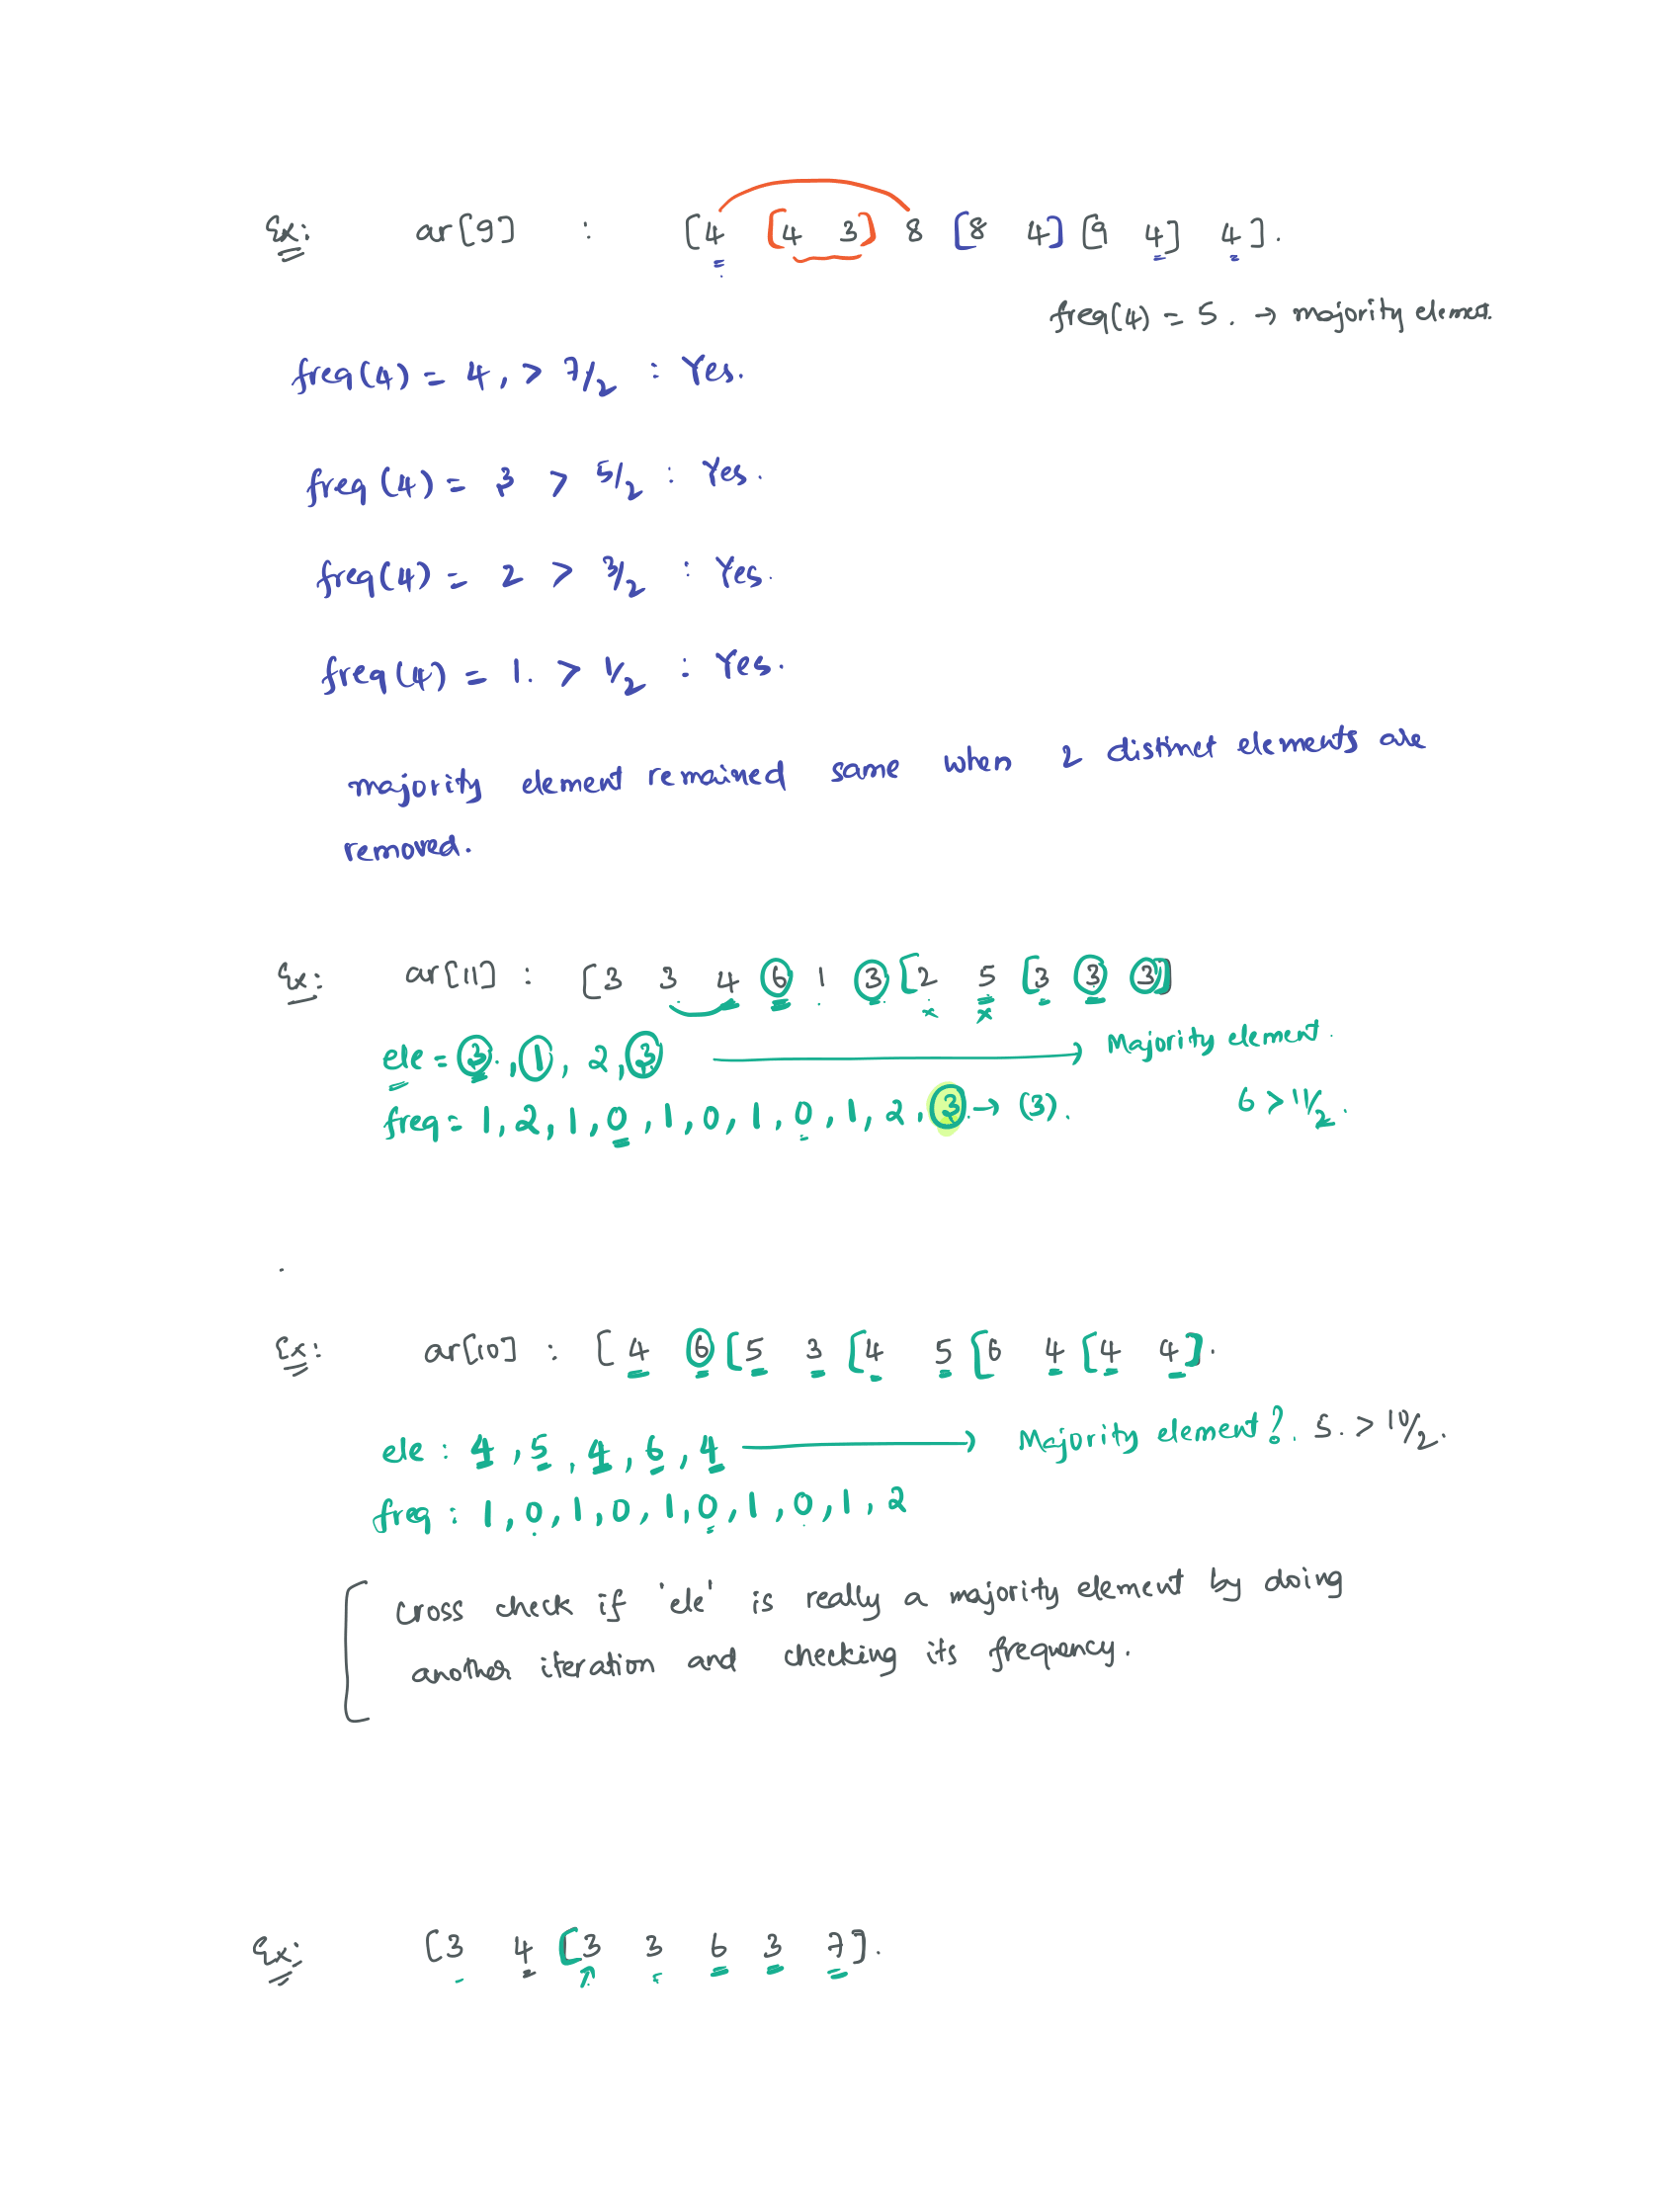 Ex: ar[9] : [4 [4 3] 8 [8 4] [9 4] 4].
freq(4) = 5. → majority element.
freq(4) = 4, > 7/2 : Yes.
freq(4) = 3 > 5/2 : Yes.
freq(4) = 2 > 3/2 : Yes.
freq(4) = 1. > 1/2 : Yes.
majority element remained same when 2 distinct elements are
removed.
Ex: ar[11] : [3 3 4 6 1 3 [2 5 [3 3 3]]
x x
ele = 3, 1, 2, 3 → Majority element.
freq = 1, 2, 1, 0, 1, 0, 1, 0, 1, 2, 3 → (3). 6 > 11/2.
Ex: ar[10] : [4 6 [5 3 [4 5 [6 4 [4 4]].
ele : 4, 5, 4, 6, 4 → Majority element? 5. > 10/2.
freq : 1, 0, 1, 0, 1, 0, 1, 0, 1, 2
Cross check if 'ele' is really a majority element by doing
another iteration and checking its frequency.
Ex: [3 4 [3 3 6 3 7].